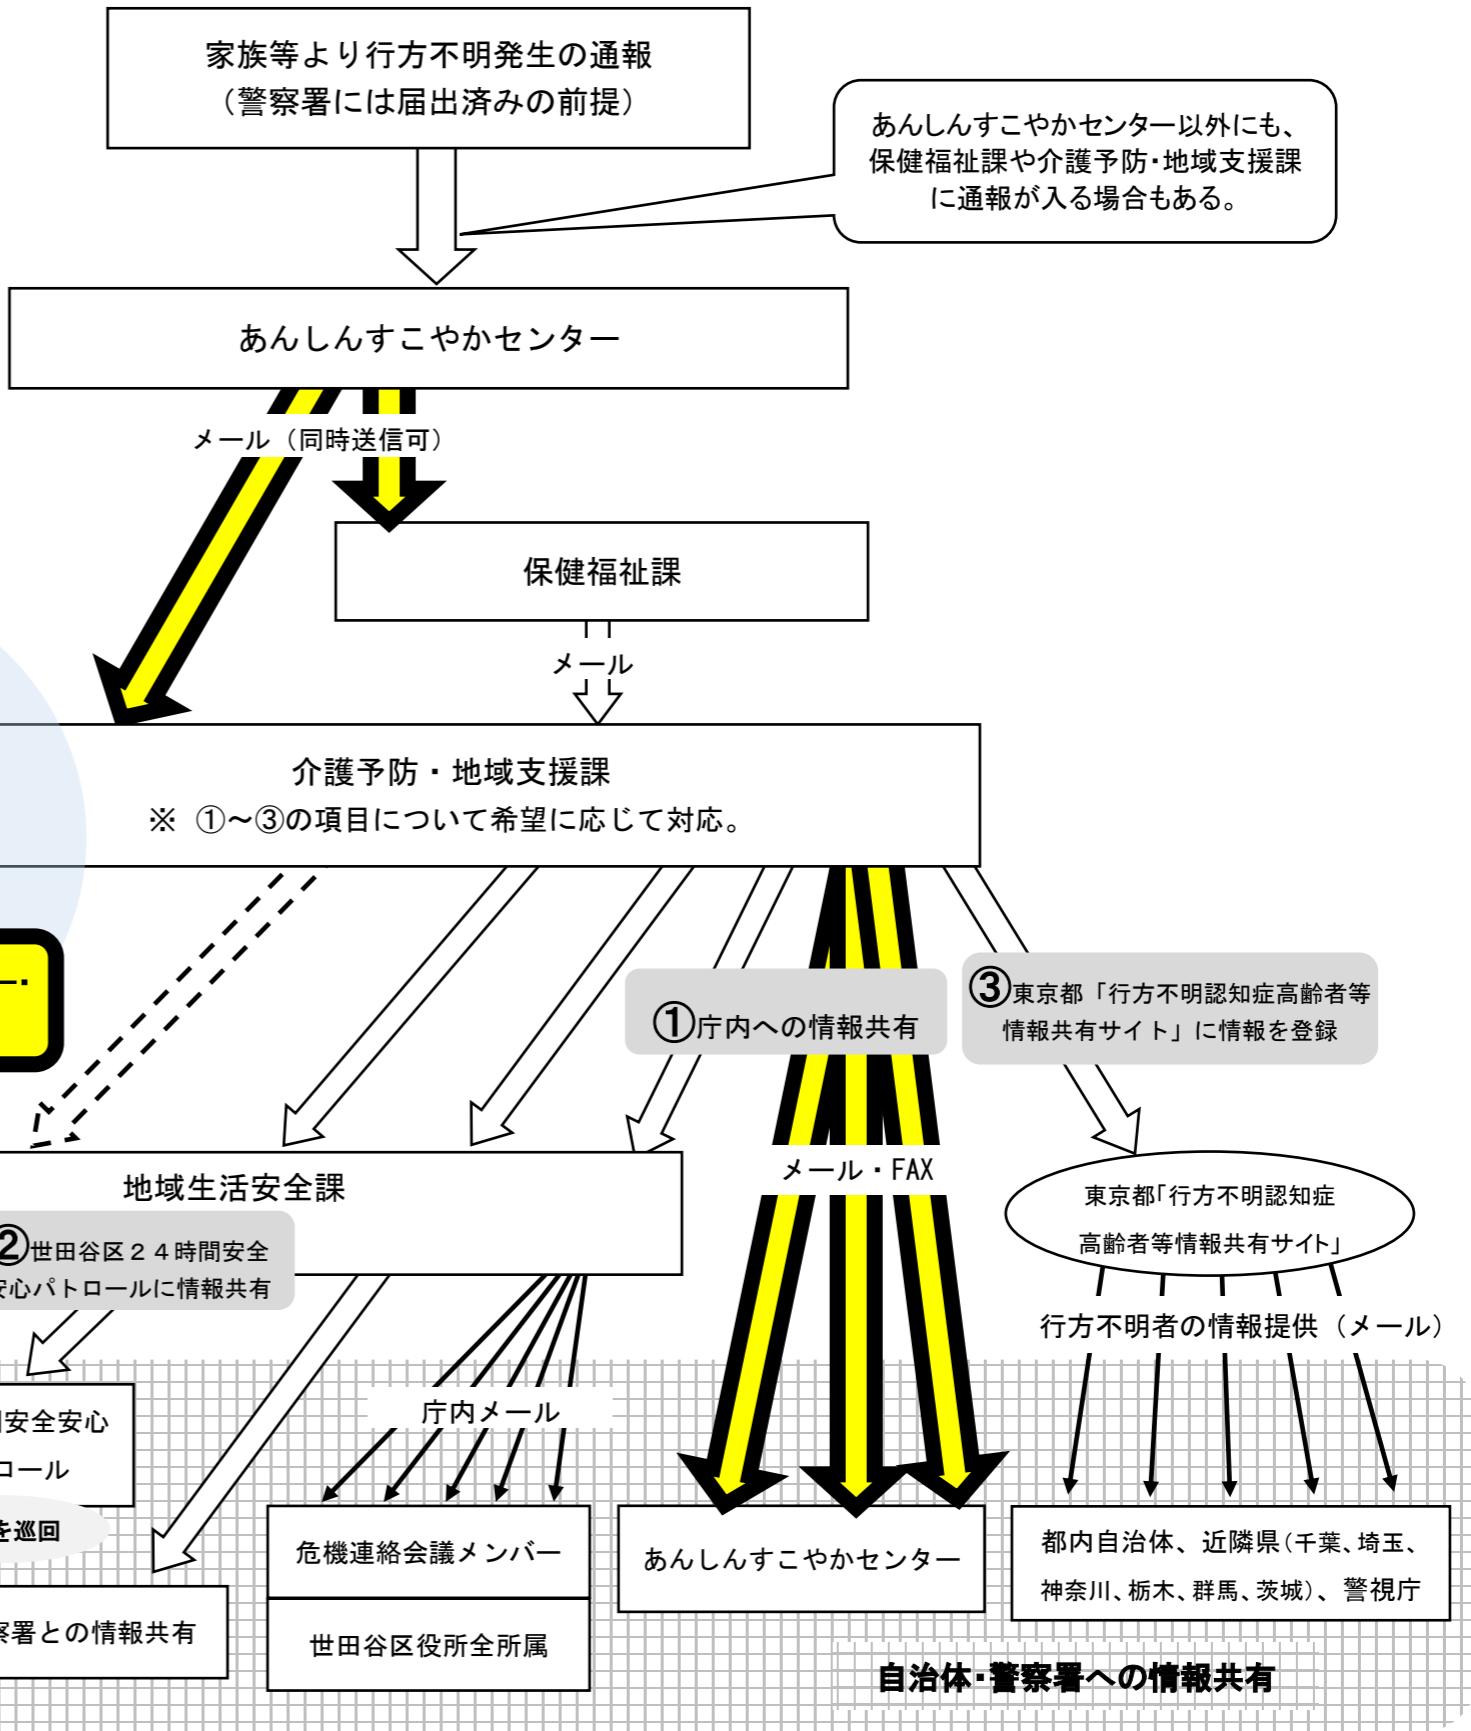 家族等より行方不明発生の通報
（警察署には届出済みの前提）
あんしんすこやかセンター以外にも、
保健福祉課や介護予防・地域支援課
に通報が入る場合もある。
あんしんすこやかセンター
メール（同時送信可）
保健福祉課
メール
介護予防・地域支援課
※ ①～③の項目について希望に応じて対応。
①庁内への情報共有
③東京都「行方不明認知症高齢者等
情報共有サイト」に情報を登録
メール・FAX
地域生活安全課
②世田谷区２４時間安全
安心パトロールに情報共有
東京都「行方不明認知症
高齢者等情報共有サイト」
行方不明者の情報提供（メール）
庁内メール
安全安心
ロール
を巡回
察署との情報共有
危機連絡会議メンバー
世田谷区役所全所属
あんしんすこやかセンター
都内自治体、近隣県（千葉、埼玉、
神奈川、栃木、群馬、茨城）、警視庁
自治体・警察署への情報共有